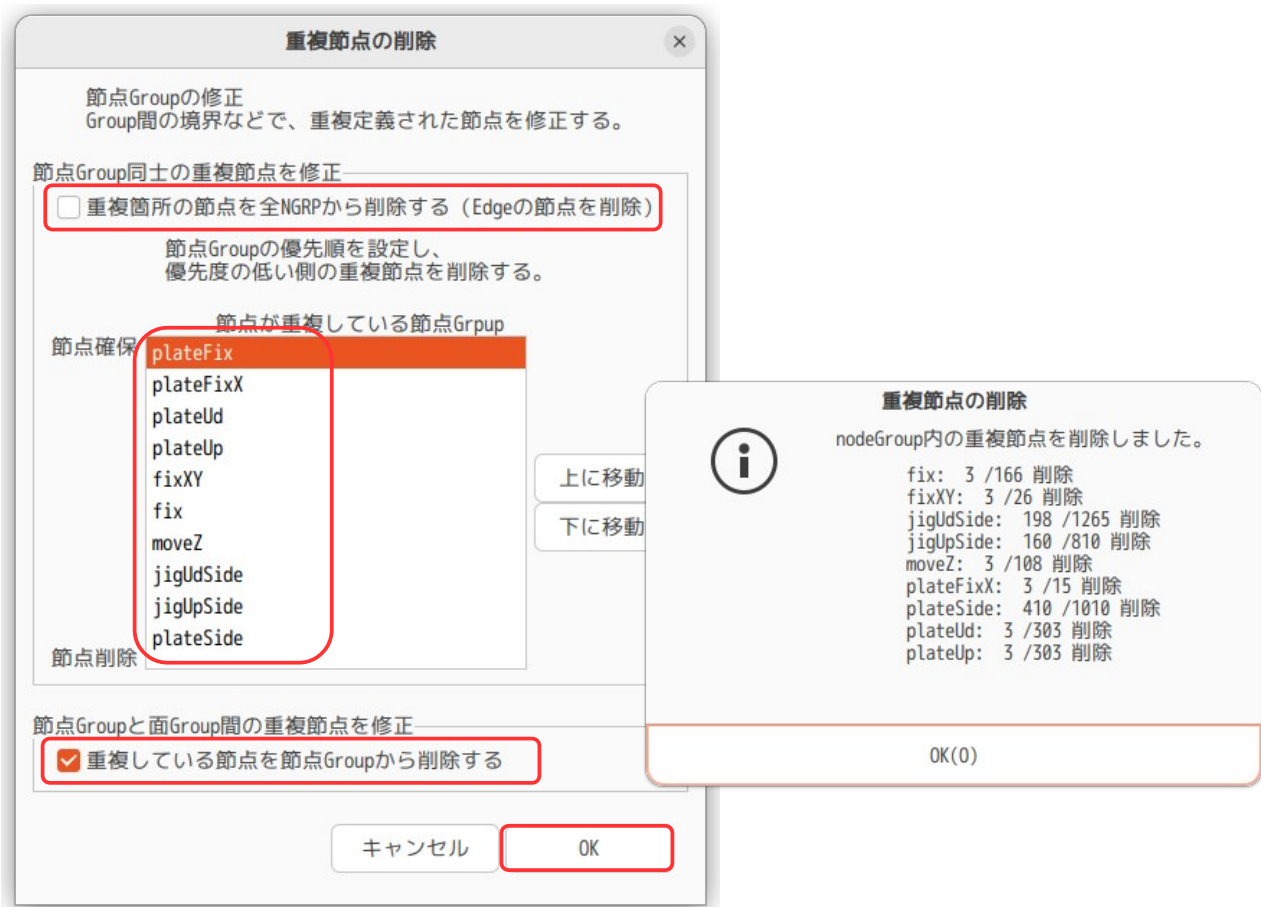 重複節点の削除
節点Groupの修正
Group間の境界などで、重複定義された節点を修正する。
節点Group同士の重複節点を修正
重複箇所の節点を全NGRPから削除する（Edgeの節点を削除）
節点Groupの優先順を設定し、
優先度の低い側の重複節点を削除する。
節点が重複している節点Grpup
節点確保
plateFix
plateFixX
plateUd
plateUp
fixXY
fix
moveZ
jigUdSide
jigUpSide
plateSide
節点削除
上に移動
下に移動
節点Groupと面Group間の重複節点を修正
重複している節点を節点Groupから削除する
キャンセル
OK
重複節点の削除
nodeGroup内の重複節点を削除しました。
fix: 3 /166 削除
fixXY: 3 /26 削除
jigUdSide: 198 /1265 削除
jigUpSide: 160 /810 削除
moveZ: 3 /108 削除
plateFixX: 3 /15 削除
plateSide: 410 /1010 削除
plateUd: 3 /303 削除
plateUp: 3 /303 削除
OK(O)